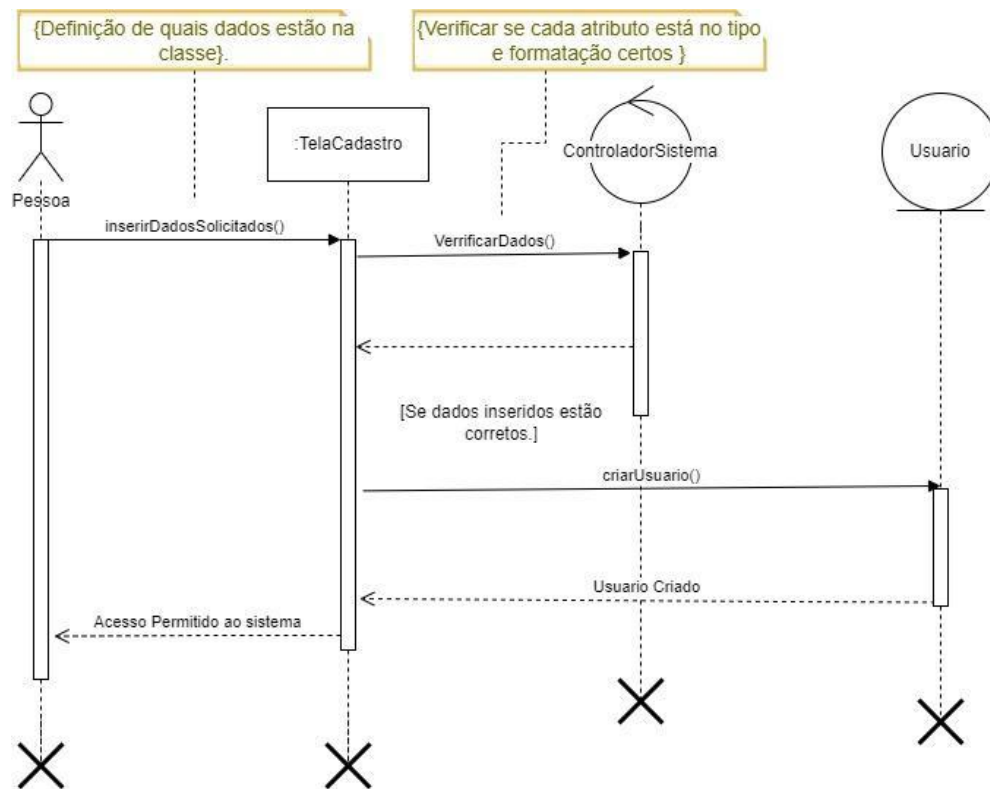 {Definição de quais dados estão na
classe}.
{Verificar se cada atributo está no tipo
e formatação certos }
:TelaCadastro
ControladorSistema
Usuario
Pessoa
inserirDadosSolicitados()
VerrificarDados()
[Se dados inseridos estão
corretos.]
criarUsuario()
Usuario Criado
Acesso Permitido ao sistema